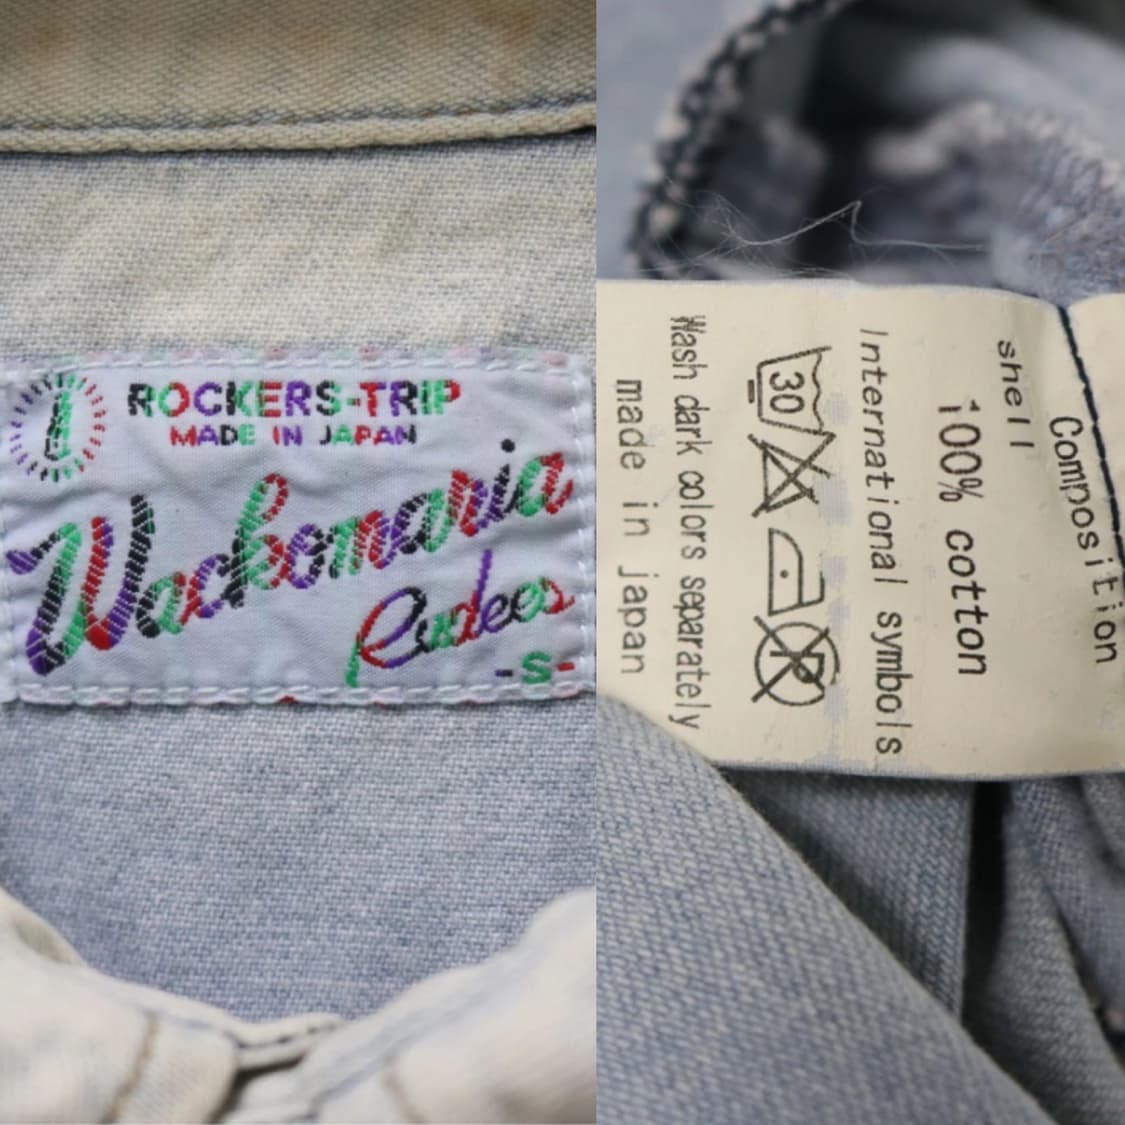 ROCKERS-TRIP
MADE IN JAPAN
Wackomaria
Rudees
-S-
Composition
shell
100% cotton
International symbols
30
P
Wash dark colors separately
made in japan